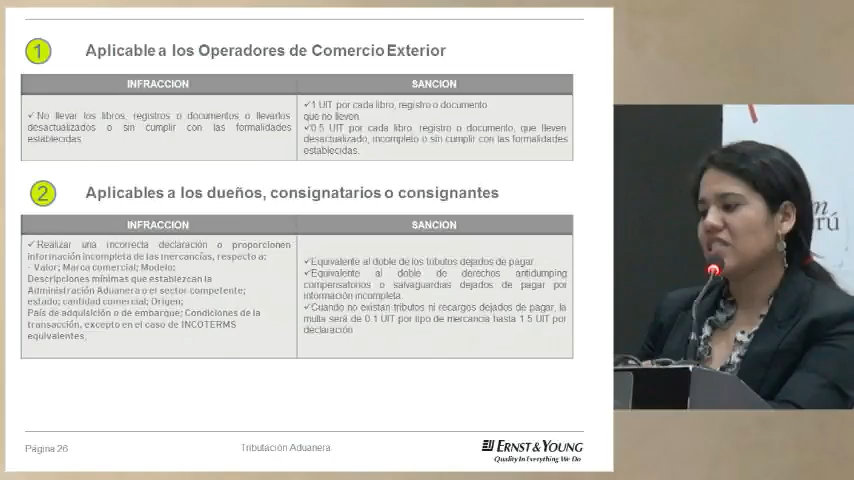 1 Aplicable a los Operadores de Comercio Exterior
INFRACCION
SANCION
✓No llevar los libros, registros o documentos o llevarlos
desactualizados o sin cumplir con las formalidades
establecidas
✓1 UIT por cada libro, registro o documento
que no lleven
✓0.5 UIT por cada libro, registro o documento, que lleven
desactualizado, incompleto o sin cumplir con las formalidades
establecidas.
2 Aplicables a los dueños, consignatarios o consignantes
INFRACCION
SANCION
✓Realizar una incorrecta declaración o proporcionen
información incompleta de las mercancías, respecto a:
- Valor; Marca comercial; Modelo;
Descripciones mínimas que establezcan la
Administración Aduanera o el sector competente;
estado; cantidad comercial; Origen;
País de adquisición o de embarque; Condiciones de la
transacción, excepto en el caso de INCOTERMS
equivalentes,
✓Equivalente al doble de los tributos dejados de pagar
✓Equivalente al doble de derechos antidumping
compensatorios o salvaguardias dejados de pagar por
información incompleta.
✓Cuando no existan tributos ni recargos dejados de pagar, la
multa será de 0.1 UIT por tipo de mercancia hasta 1.5 UIT por
declaración
Página 26
Tributación Aduanera
ERNST & YOUNG
Quality In Everything We Do